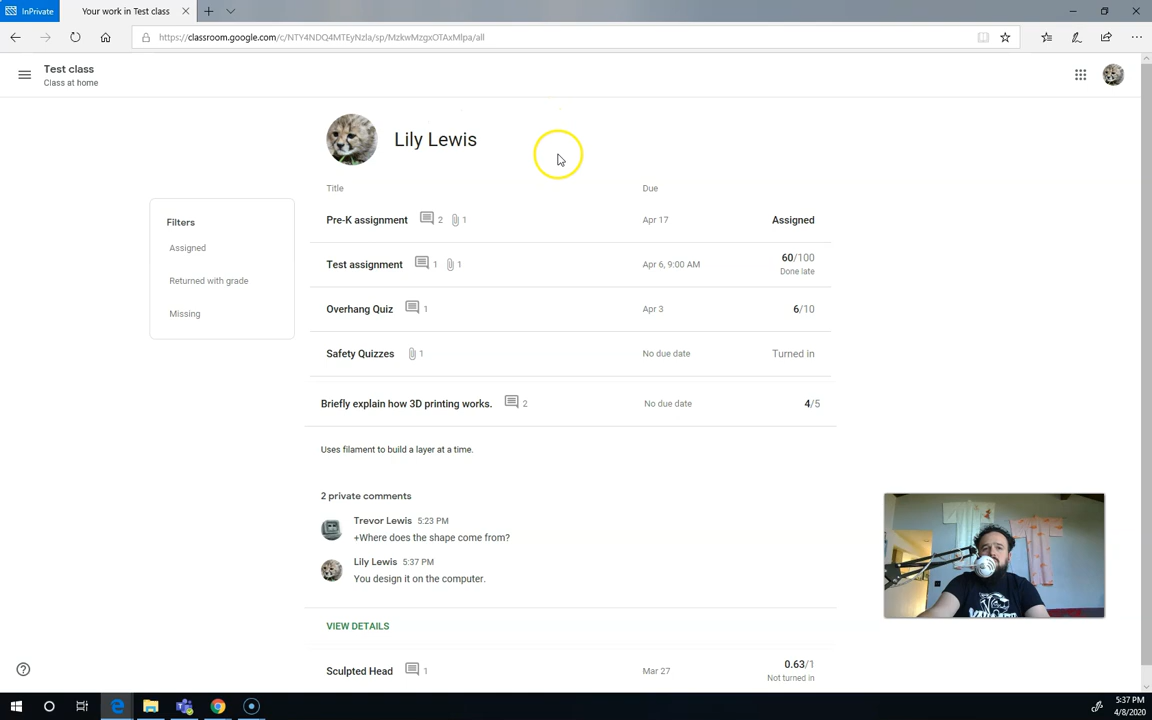 InPrivate
Your work in Test class
https://classroom.google.com/c/NTY4NDQ4MTEyNzla/sp/MzkwMzgxOTAxMlpa/all
Test class
Class at home
Lily Lewis
Title Due
Pre-K assignment 2 1 Apr 17 Assigned
Test assignment 1 1 Apr 6, 9:00 AM 60/100
Done late
Overhang Quiz 1 Apr 3 6/10
Safety Quizzes 1 No due date Turned in
Briefly explain how 3D printing works. 2 No due date 4/5
Uses filament to build a layer at a time.
2 private comments
Trevor Lewis 5:23 PM
+Where does the shape come from?
Lily Lewis 5:37 PM
You design it on the computer.
VIEW DETAILS
Sculpted Head 1 Mar 27 0.63/1
Not turned in
Filters
Assigned
Returned with grade
Missing
5:37 PM
4/8/2020